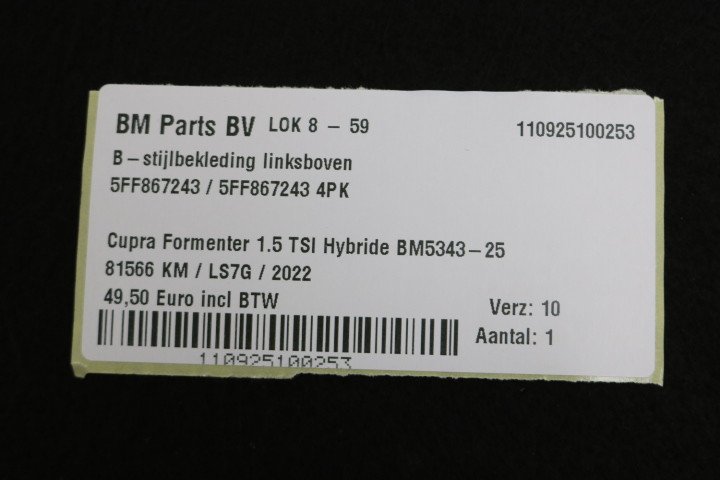 BM Parts BV LOK 8 - 59 110925100253
B-stijlbekleding linksboven
5FF867243 / 5FF867243 4PK
Cupra Formenter 1.5 TSI Hybride BM5343-25
81566 KM / LS7G / 2022
49,50 Euro incl BTW
Verz: 10
Aantal: 1
110925100253